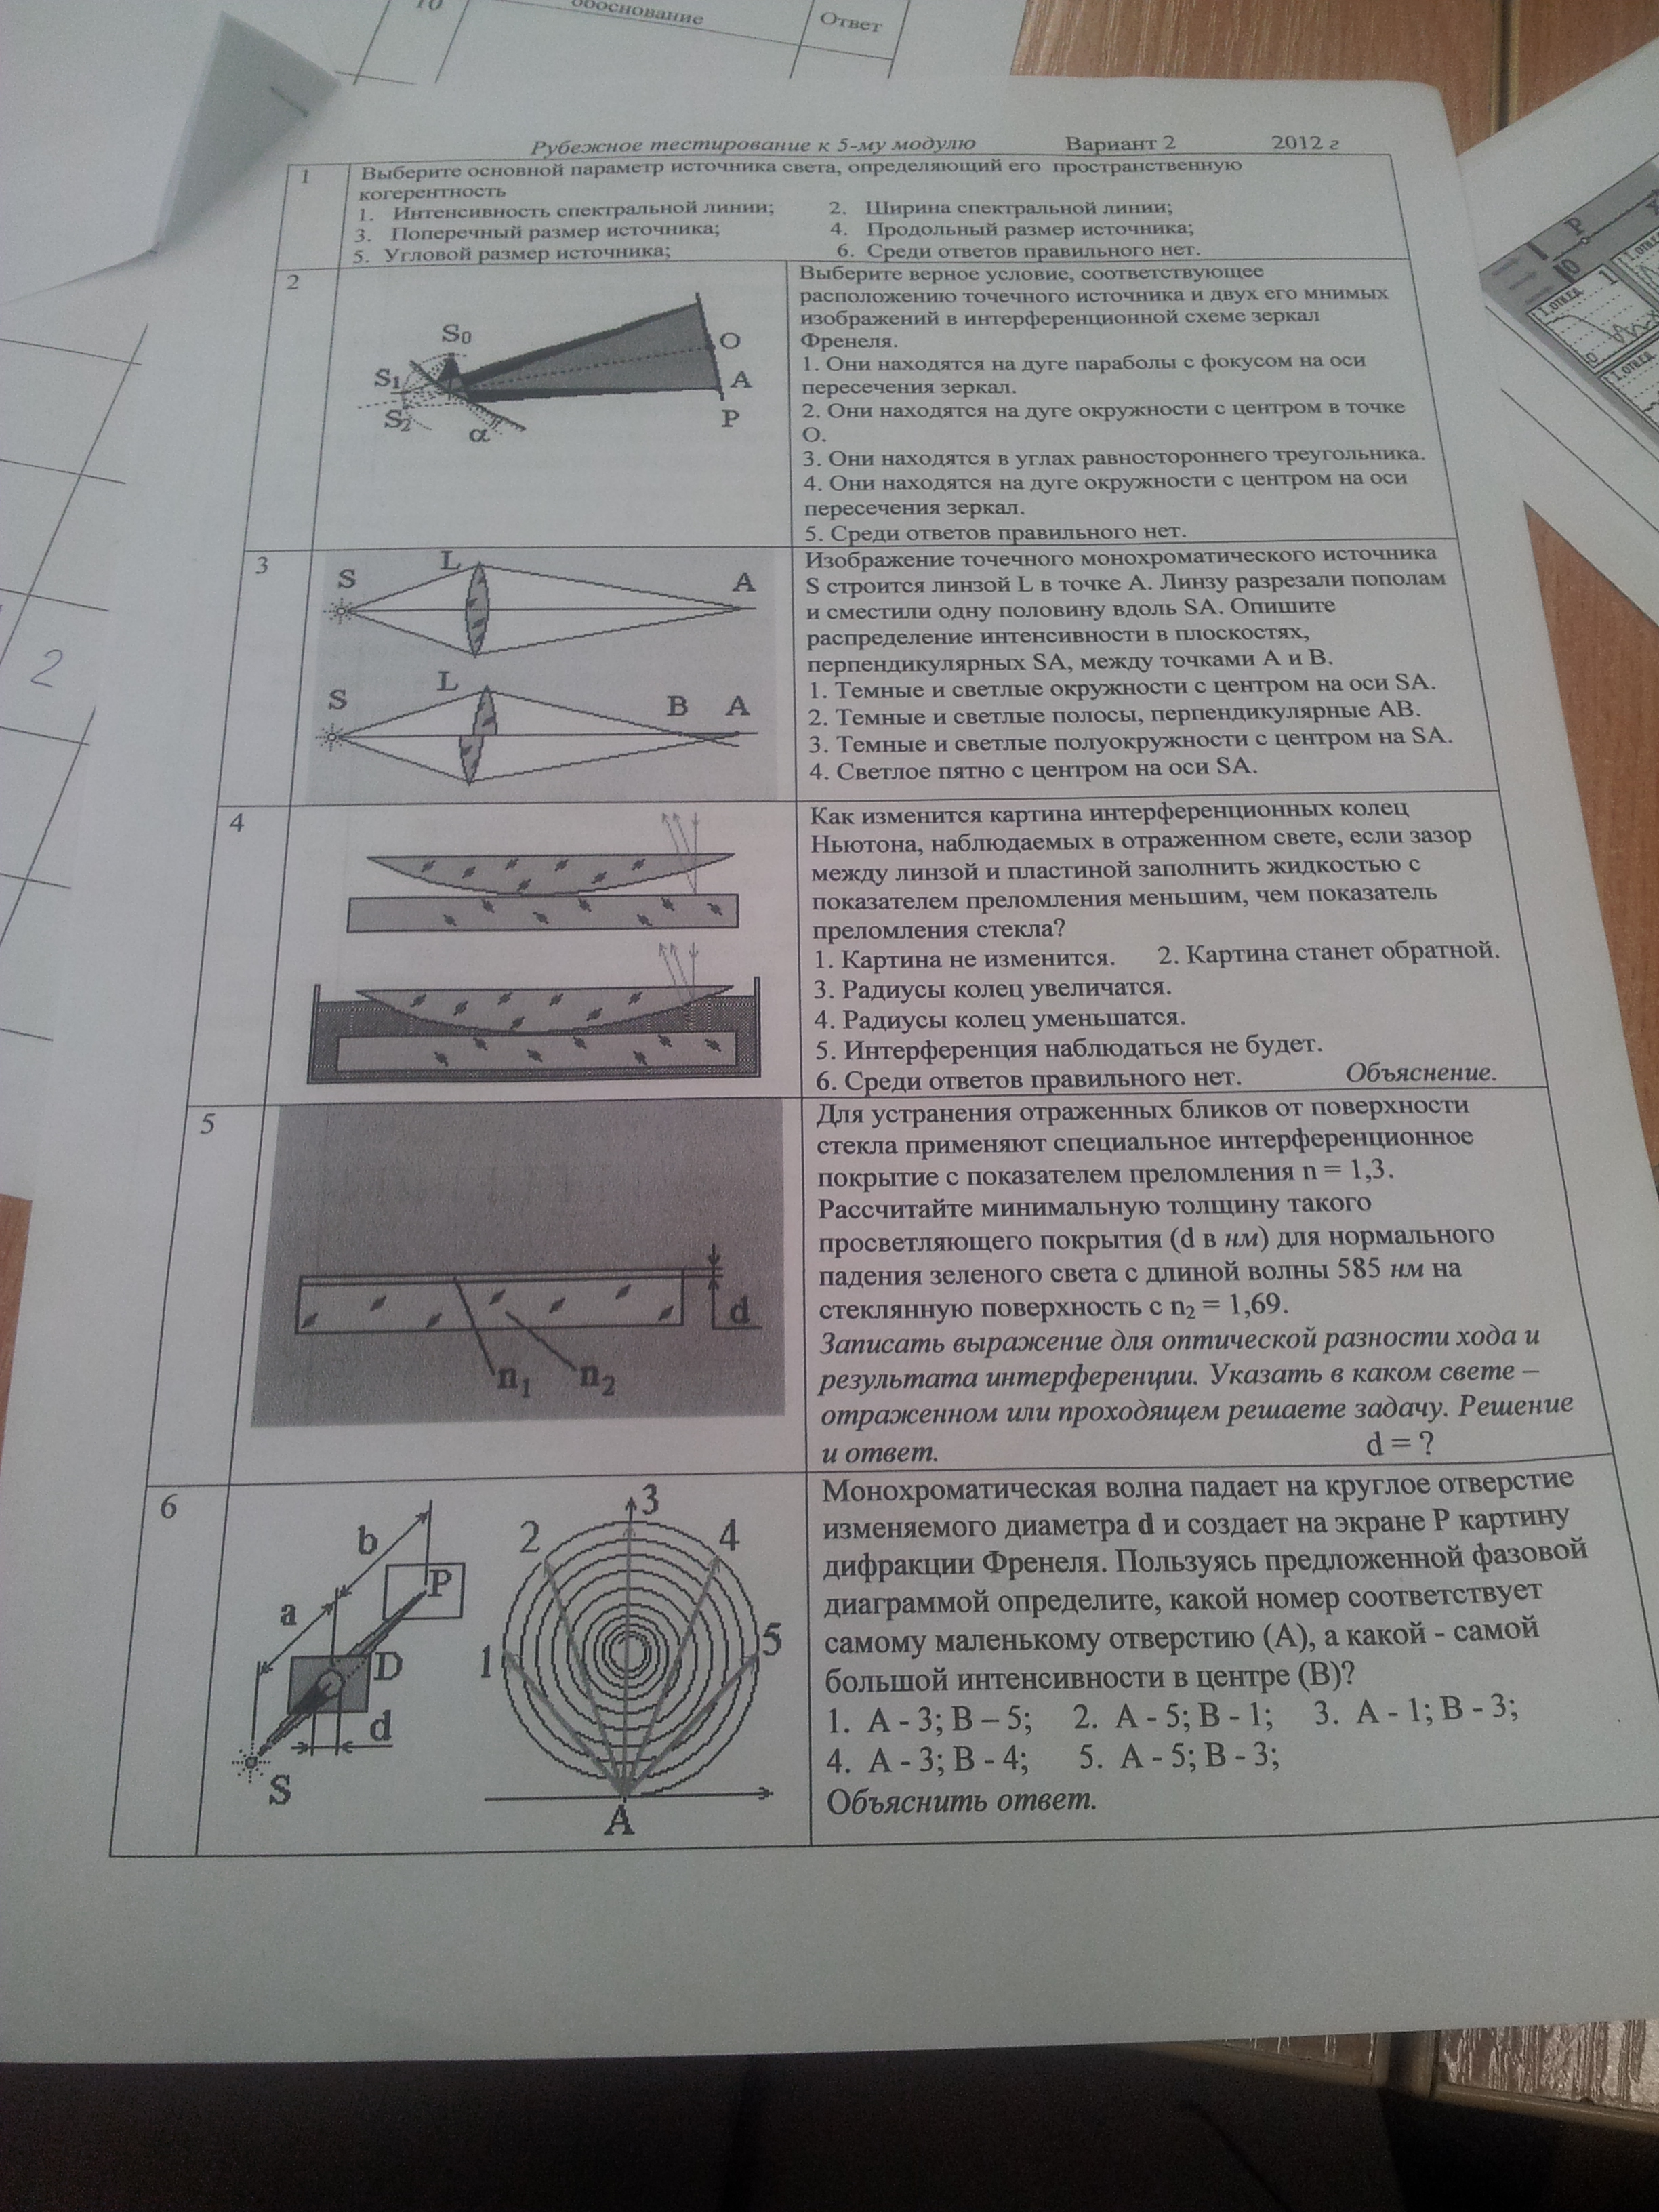 10
обоснование
Ответ
2
Рубежное тестирование к 5-му модулю Вариант 2 2012 г
1
Выберите основной параметр источника света, определяющий его пространственную
когерентность
1. Интенсивность спектральной линии; 2. Ширина спектральной линии;
3. Поперечный размер источника; 4. Продольный размер источника;
5. Угловой размер источника; 6. Среди ответов правильного нет.
2
S0
S1
S2
α
O
A
P
Выберите верное условие, соответствующее
расположению точечного источника и двух его мнимых
изображений в интерференционной схеме зеркал
Френеля.
1. Они находятся на дуге параболы с фокусом на оси
пересечения зеркал.
2. Они находятся на дуге окружности с центром в точке
О.
3. Они находятся в углах равностороннего треугольника.
4. Они находятся на дуге окружности с центром на оси
пересечения зеркал.
5. Среди ответов правильного нет.
3
S L A
S L B A
Изображение точечного монохроматического источника
S строится линзой L в точке А. Линзу разрезали пополам
и сместили одну половину вдоль SA. Опишите
распределение интенсивности в плоскостях,
перпендикулярных SA, между точками А и В.
1. Темные и светлые окружности с центром на оси SA.
2. Темные и светлые полосы, перпендикулярные АВ.
3. Темные и светлые полуокружности с центром на SA.
4. Светлое пятно с центром на оси SA.
4
Как изменится картина интерференционных колец
Ньютона, наблюдаемых в отраженном свете, если зазор
между линзой и пластиной заполнить жидкостью с
показателем преломления меньшим, чем показатель
преломления стекла?
1. Картина не изменится. 2. Картина станет обратной.
3. Радиусы колец увеличатся.
4. Радиусы колец уменьшатся.
5. Интерференция наблюдаться не будет.
6. Среди ответов правильного нет. Объяснение.
5
d
n1 n2
Для устранения отраженных бликов от поверхности
стекла применяют специальное интерференционное
покрытие с показателем преломления n = 1,3.
Рассчитайте минимальную толщину такого
просветляющего покрытия (d в нм) для нормального
падения зеленого света с длиной волны 585 нм на
стеклянную поверхность с n2 = 1,69.
Записать выражение для оптической разности хода и
результата интерференции. Указать в каком свете –
отраженном или проходящем решаете задачу. Решение
и ответ. d = ?
6
b
P
a
D
d
S
1 2 3 4 5
A
Монохроматическая волна падает на круглое отверстие
изменяемого диаметра d и создает на экране Р картину
дифракции Френеля. Пользуясь предложенной фазовой
диаграммой определите, какой номер соответствует
самому маленькому отверстию (А), а какой - самой
большой интенсивности в центре (В)?
1. А - 3; В – 5; 2. А - 5; В - 1; 3. А - 1; В - 3;
4. А - 3; В - 4; 5. А - 5; В - 3;
Объяснить ответ.